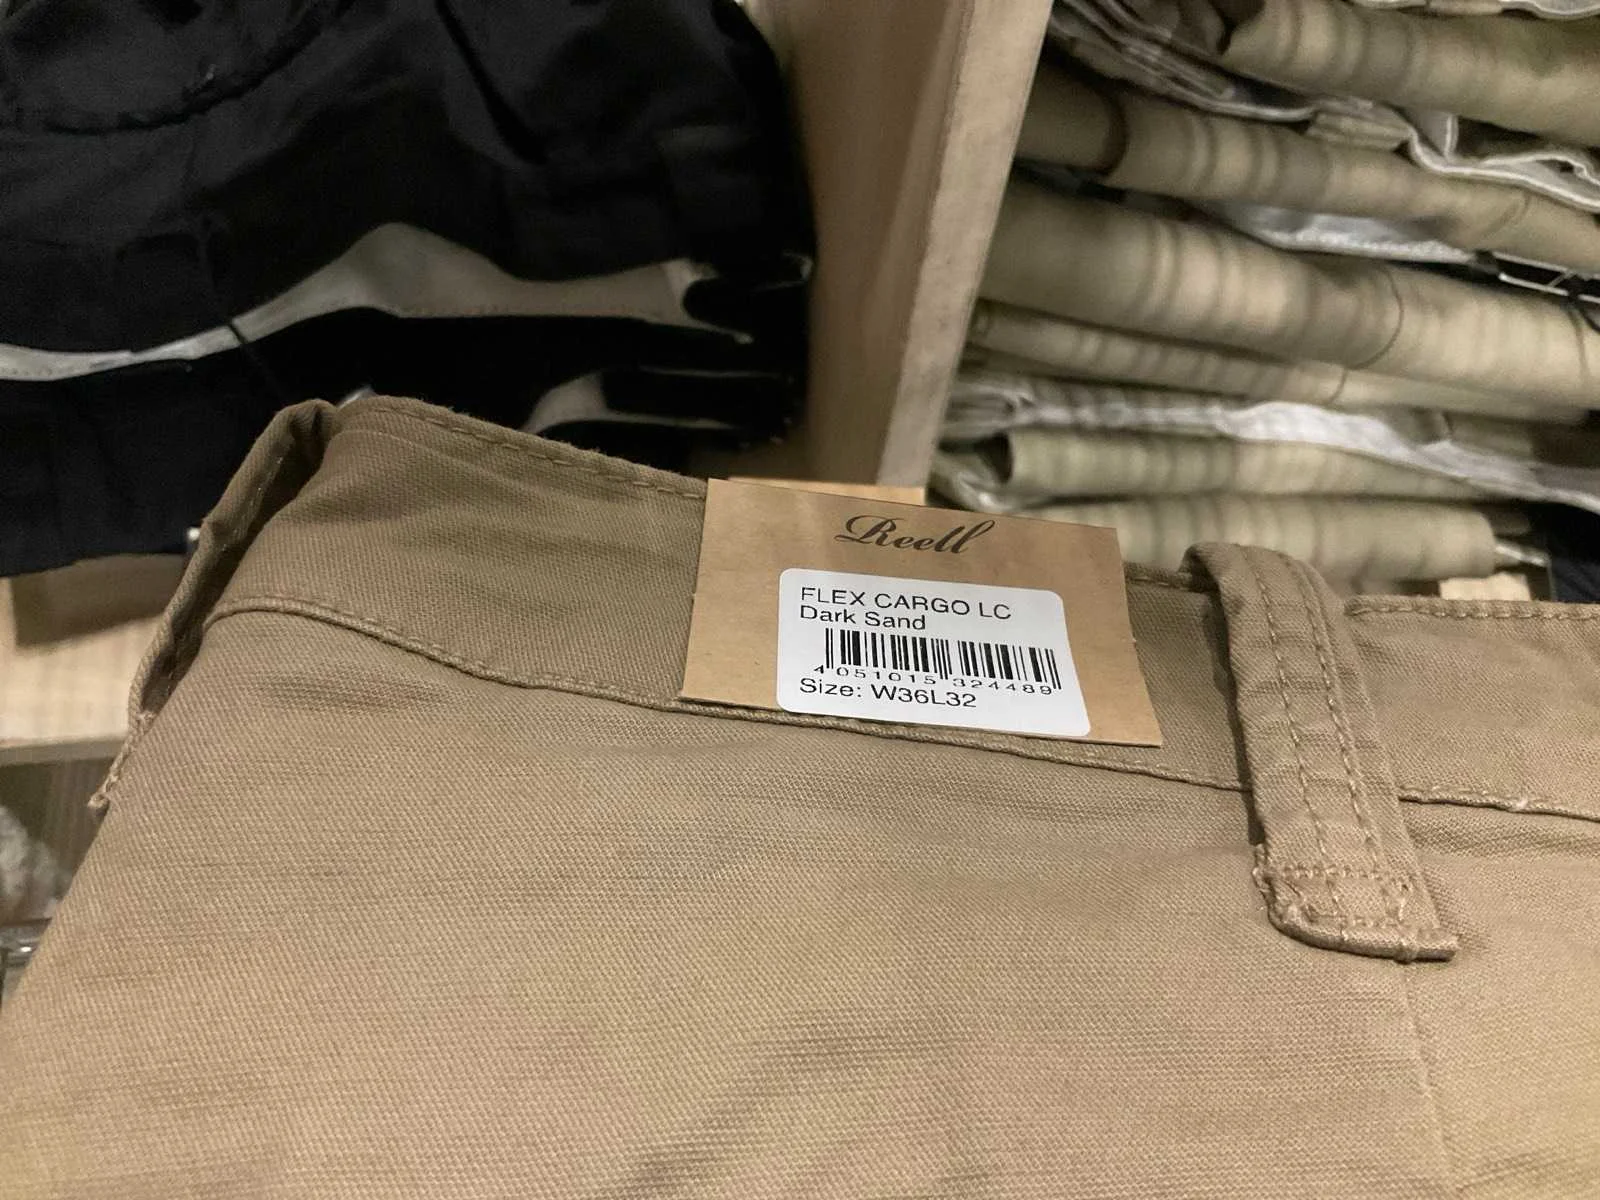 Reell
FLEX CARGO LC
Dark Sand
4 051015 324489
Size: W36L32